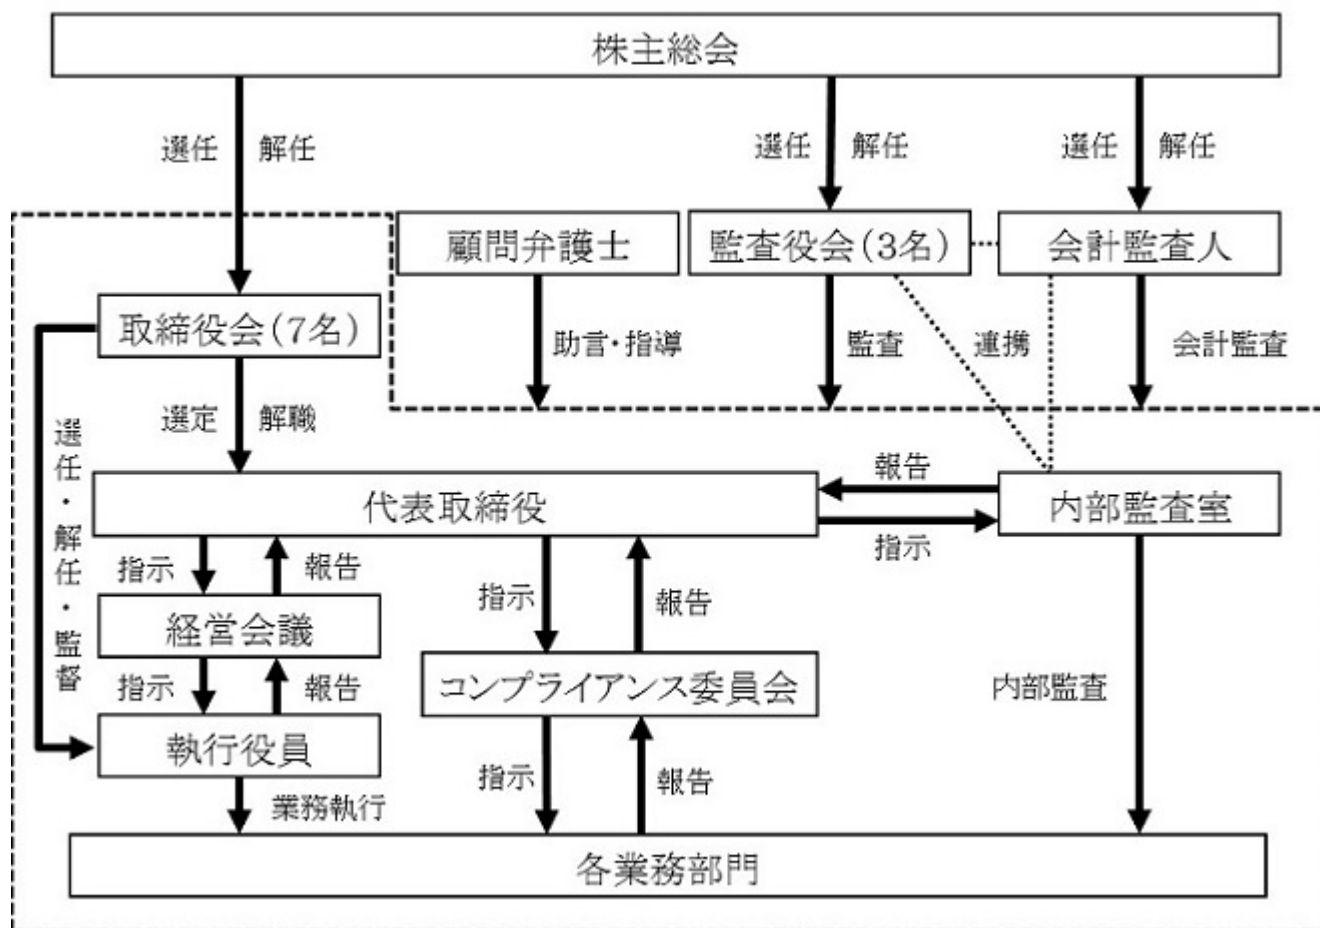 株主総会
選任 解任
選任 解任
選任 解任
顧問弁護士
監査役会(3名)
会計監査人
取締役会(7名)
助言・指導
監査
連携
会計監査
選定 解職
選任・解任・監督
代表取締役
報告
指示
内部監査室
指示
報告
指示
報告
経営会議
コンプライアンス委員会
指示
報告
内部監査
執行役員
指示
報告
業務執行
各業務部門